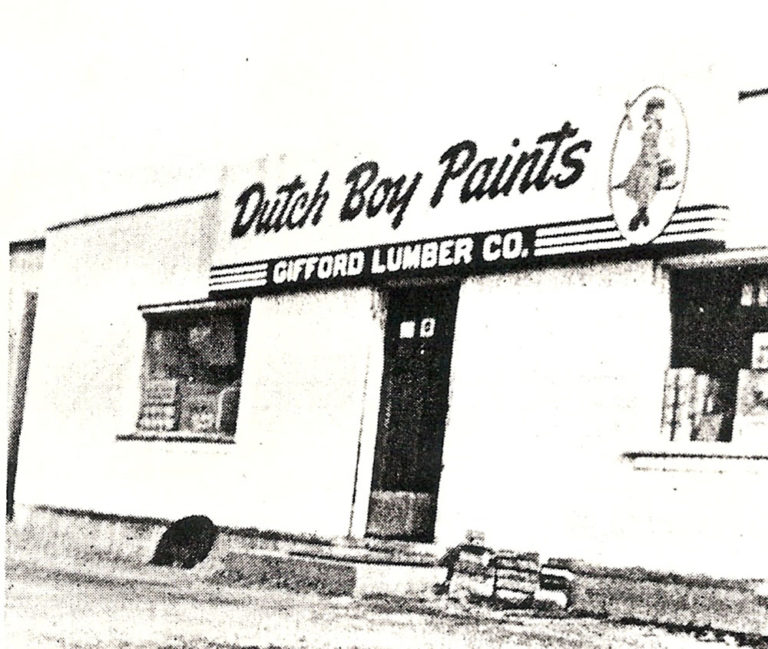 Dutch Boy Paints
GIFFORD LUMBER CO.